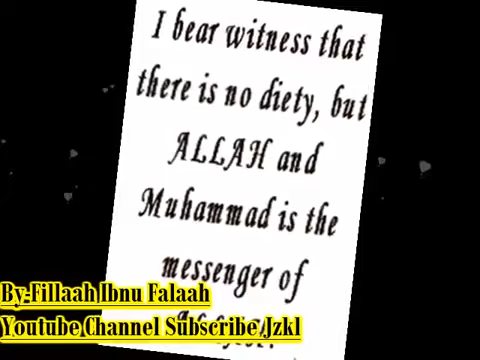 I bear witness that
there is no diety, but
ALLAH and
Muhammad is the
messenger of
By:Fillaah Ibnu Falaah
Youtube Channel Subscribe Jzkl